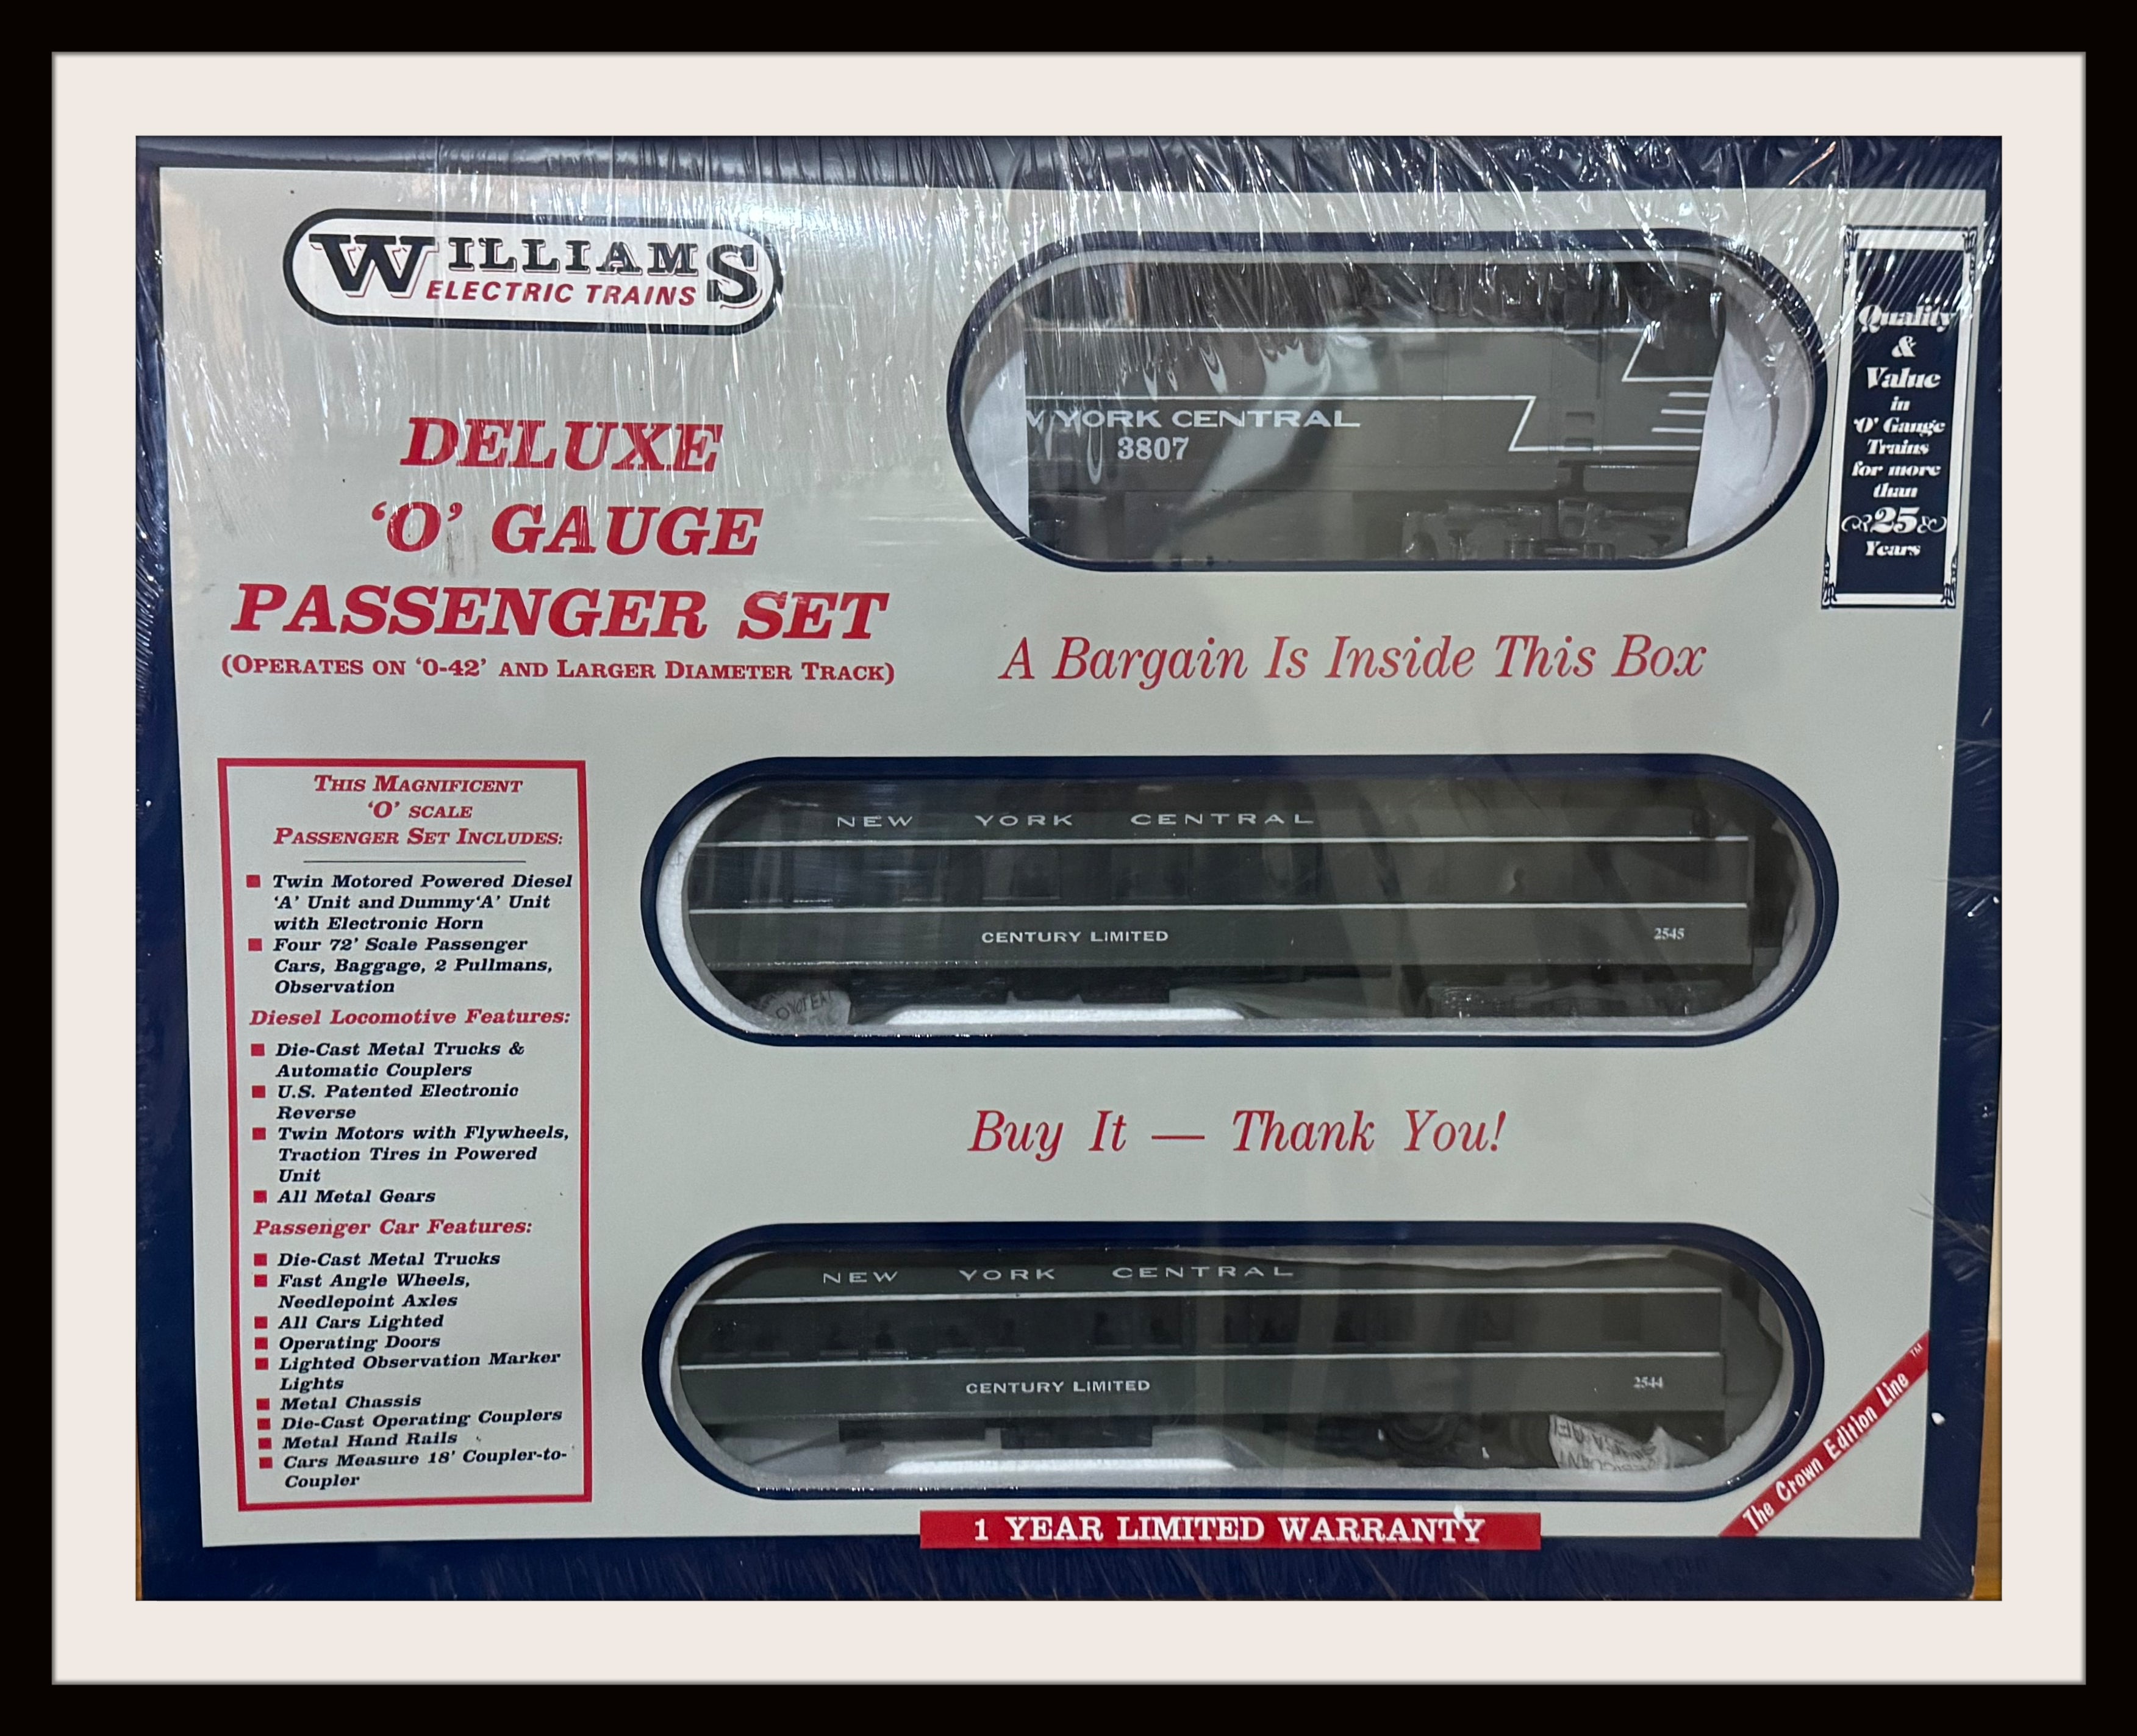 WILLIAMS
ELECTRIC TRAINS
DELUXE
‘O’ GAUGE
PASSENGER SET
(OPERATES ON ‘0-42’ AND LARGER DIAMETER TRACK)
YORK CENTRAL
3807
Quality
&
Value
in
‘O’ Gauge
Trains
for more
than
25
Years
A Bargain Is Inside This Box
THIS MAGNIFICENT
‘O’ SCALE
PASSENGER SET INCLUDES:
Twin Motored Powered Diesel
‘A’ Unit and Dummy‘A’ Unit
with Electronic Horn
Four 72’ Scale Passenger
Cars, Baggage, 2 Pullmans,
Observation
Diesel Locomotive Features:
Die-Cast Metal Trucks &
Automatic Couplers
U.S. Patented Electronic
Reverse
Twin Motors with Flywheels,
Traction Tires in Powered
Unit
All Metal Gears
Passenger Car Features:
Die-Cast Metal Trucks
Fast Angle Wheels,
Needlepoint Axles
All Cars Lighted
Operating Doors
Lighted Observation Marker
Lights
Metal Chassis
Die-Cast Operating Couplers
Metal Hand Rails
Cars Measure 18’ Coupler-to-
Coupler
NEW YORK CENTRAL
CENTURY LIMITED
2545
Buy It — Thank You!
NEW YORK CENTRAL
CENTURY LIMITED
2544
1 YEAR LIMITED WARRANTY
The Crown Edition Line ™